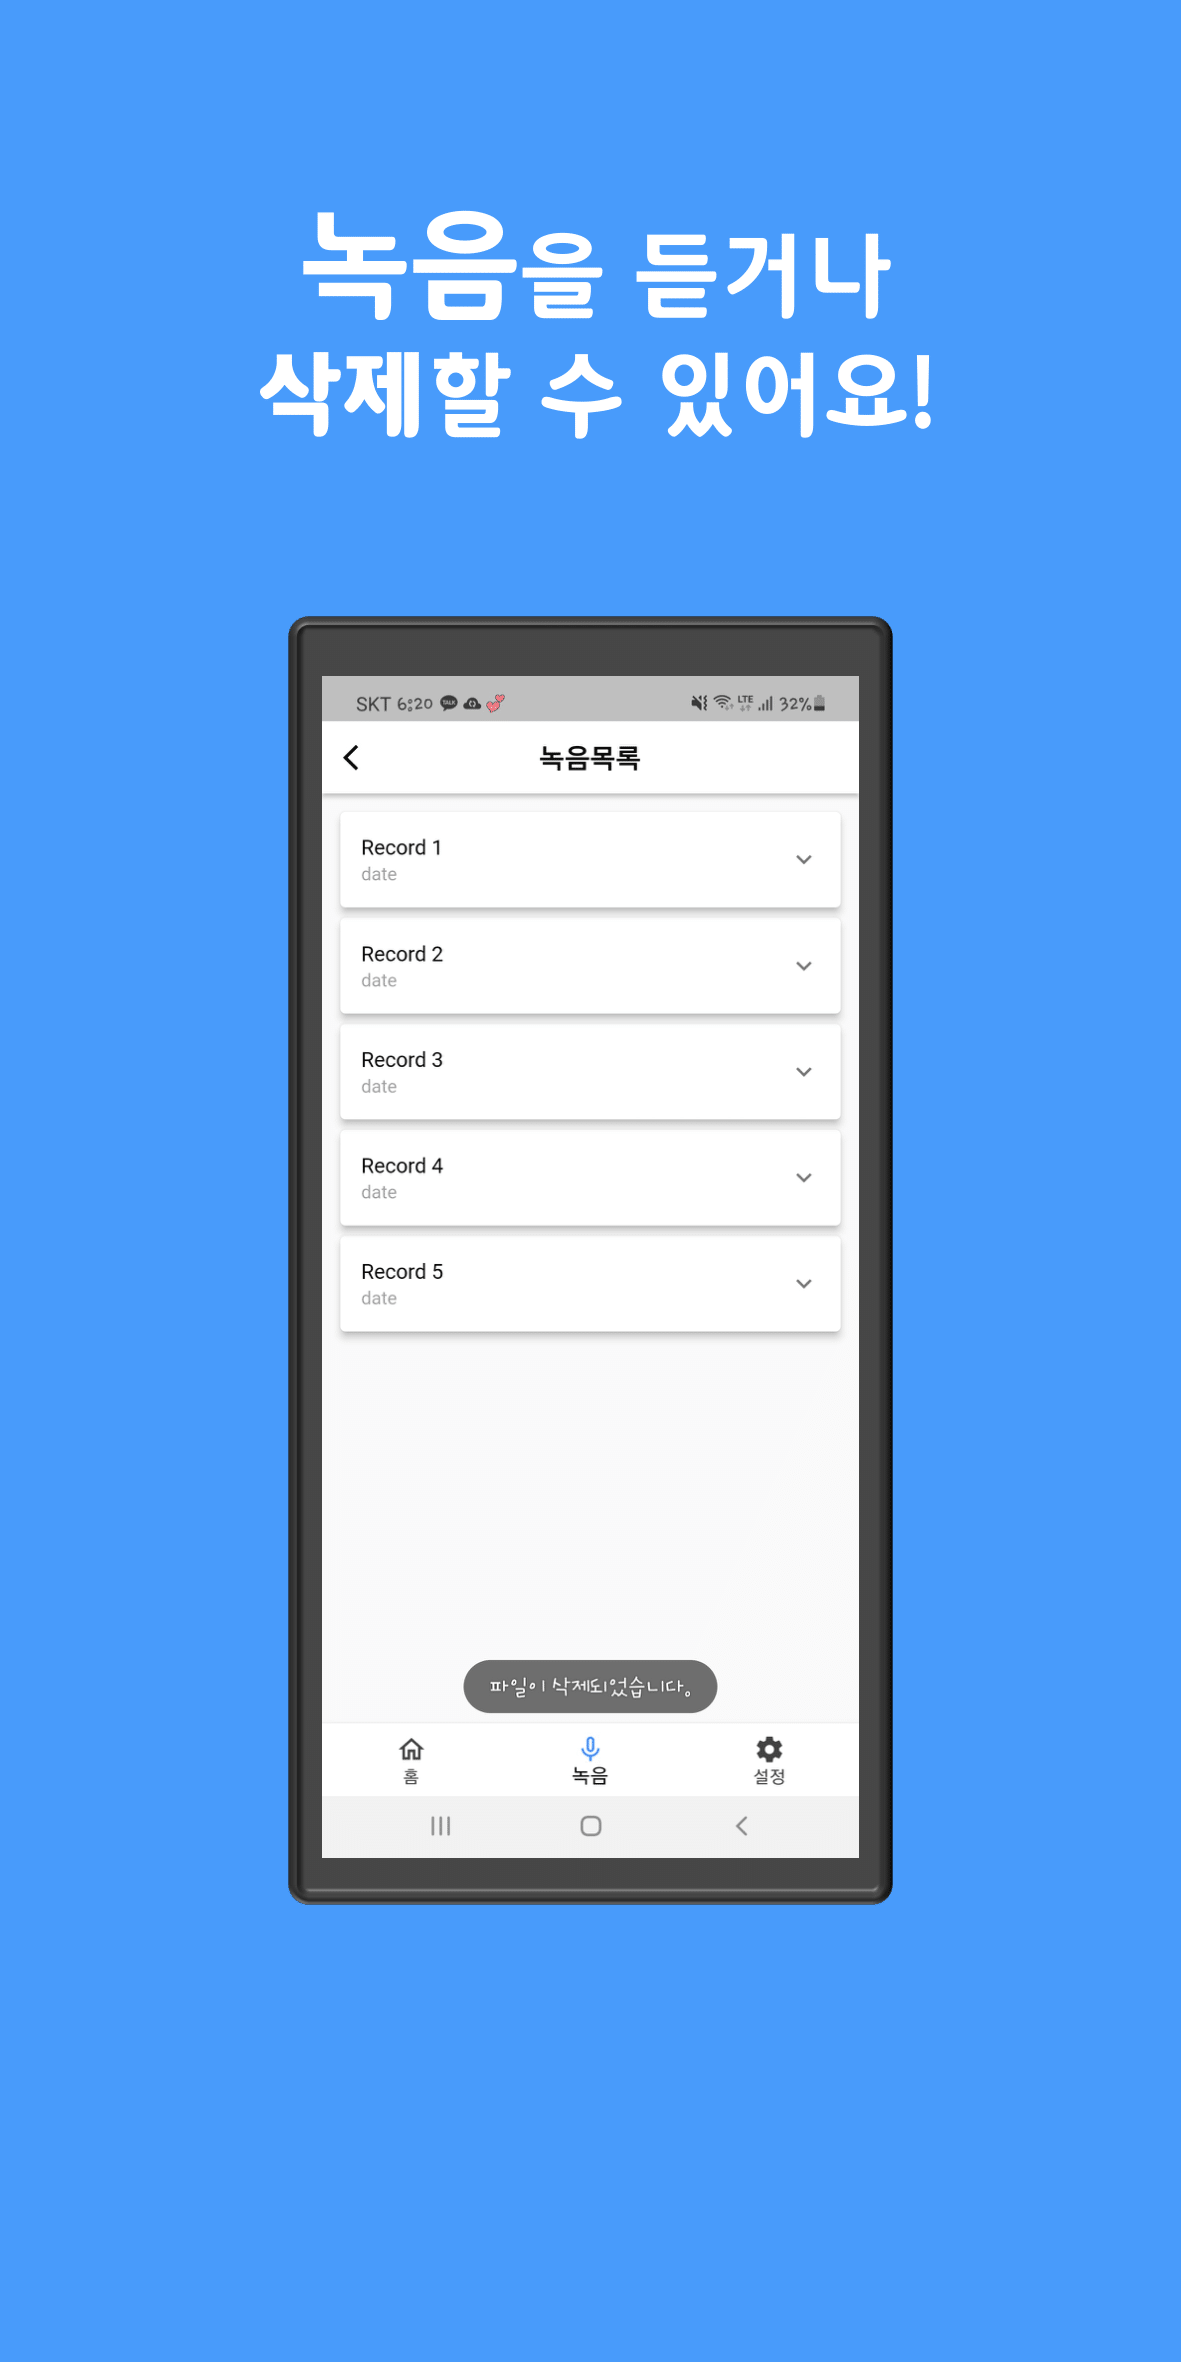 녹음을 듣거나
삭제할 수 있어요!
SKT 6:20 TALK LTE 32%
녹음목록
Record 1
date
Record 2
date
Record 3
date
Record 4
date
Record 5
date
파일이 삭제되었습니다.
홈 녹음 설정